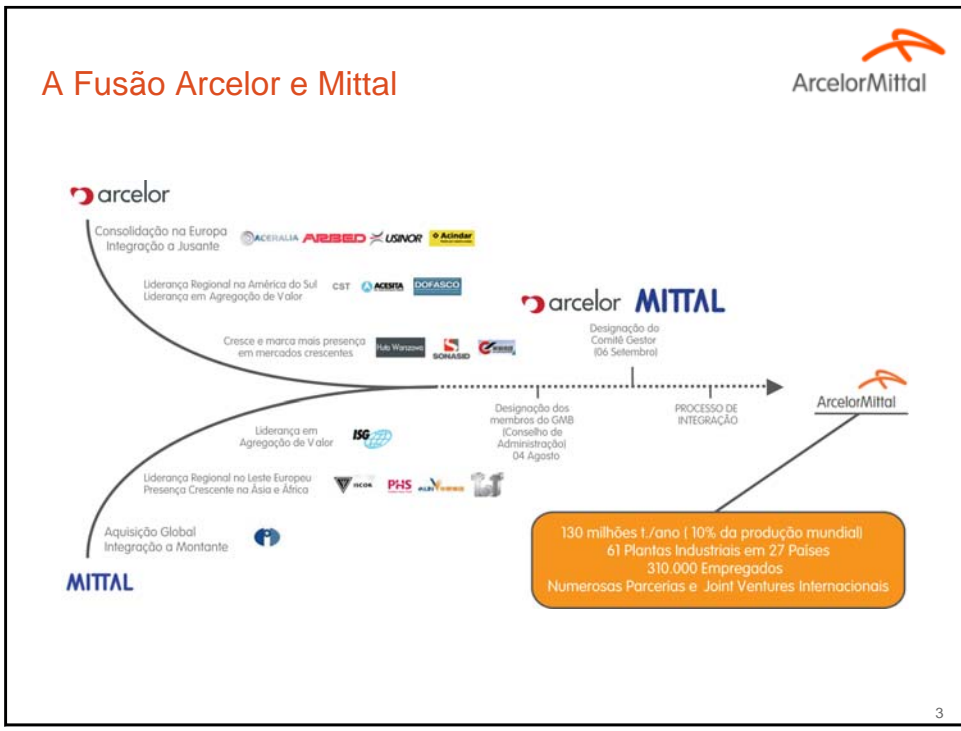 A Fusão Arcelor e Mittal
ArcelorMittal
arcelor
Consolidação na Europa
Integração a Jusante
ACERALIA ARBED USINOR Acindar
Liderança Regional na América do Sul
Liderança em Agregação de Valor
CST ACESITA DOFASCO
Cresce e marca mais presença
em mercados crescentes
Huta Warszawa SONASID
arcelor MITTAL
Designação do
Comitê Gestor
(06 Setembro)
Designação dos
membros do GMB
(Conselho de
Administração)
04 Agosto
PROCESSO DE
INTEGRAÇÃO
ArcelorMittal
Liderança em
Agregação de Valor
ISG
Liderança Regional no Leste Europeu
Presença Crescente na Ásia e África
ISCOR PHS
Aquisição Global
Integração a Montante
MITTAL
130 milhões t./ano ( 10% da produção mundial)
61 Plantas Industriais em 27 Países
310.000 Empregados
Numerosas Parcerias e Joint Ventures Internacionais
3